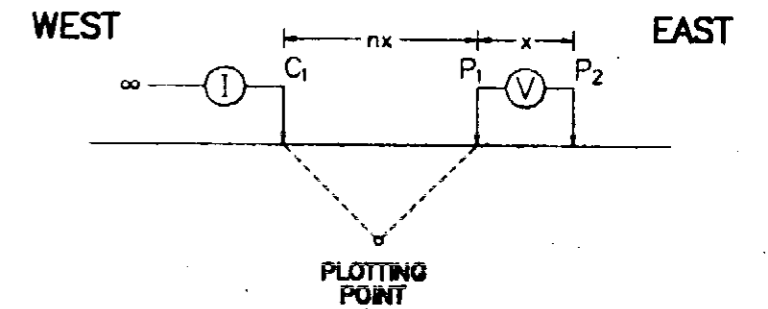 WEST
EAST
nx
x
C₁
P₁
P₂
∞
I
V
PLOTTING
POINT